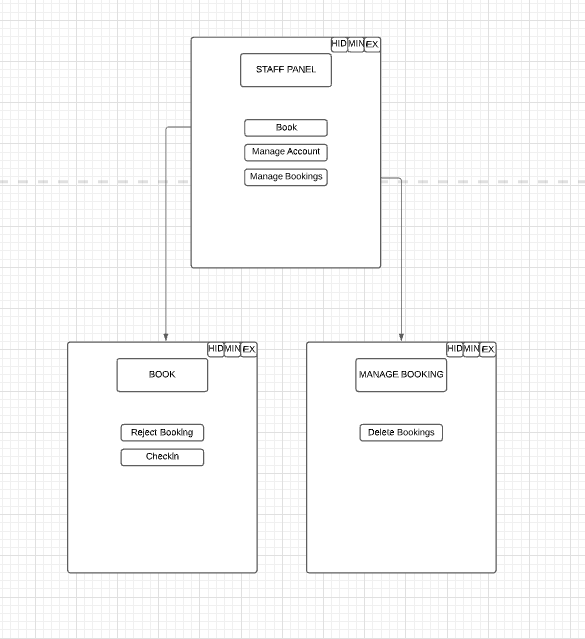 HID MIN EX
STAFF PANEL
Book
Manage Account
Manage Bookings
HID MIN EX
BOOK
Reject Booking
CheckIn
HID MIN EX
MANAGE BOOKING
Delete Bookings